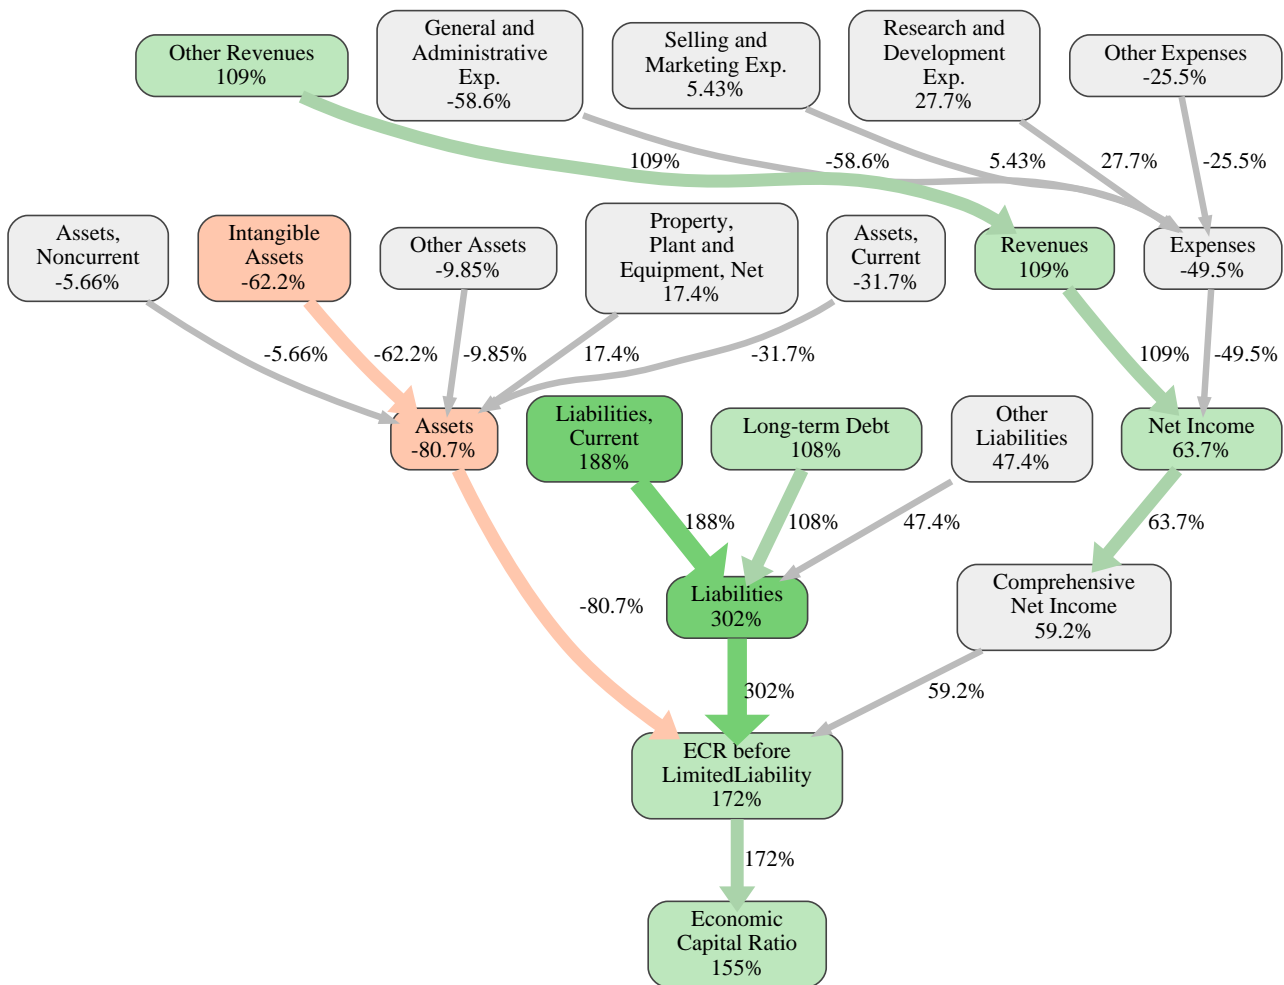 Other Revenues
109%
General and
Administrative
Exp.
-58.6%
Selling and
Marketing Exp.
5.43%
Research and
Development
Exp.
27.7%
Other Expenses
-25.5%
109%
-58.6%
5.43%
27.7%
-25.5%
Assets,
Noncurrent
-5.66%
Intangible
Assets
-62.2%
Other Assets
-9.85%
Property,
Plant and
Equipment, Net
17.4%
Assets,
Current
-31.7%
Revenues
109%
Expenses
-49.5%
-5.66%
-62.2%
-9.85%
17.4%
-31.7%
109%
-49.5%
Assets
-80.7%
Liabilities,
Current
188%
Long-term Debt
108%
Other
Liabilities
47.4%
Net Income
63.7%
188%
108%
47.4%
63.7%
-80.7%
Liabilities
302%
Comprehensive
Net Income
59.2%
302%
59.2%
ECR before
LimitedLiability
172%
172%
Economic
Capital Ratio
155%